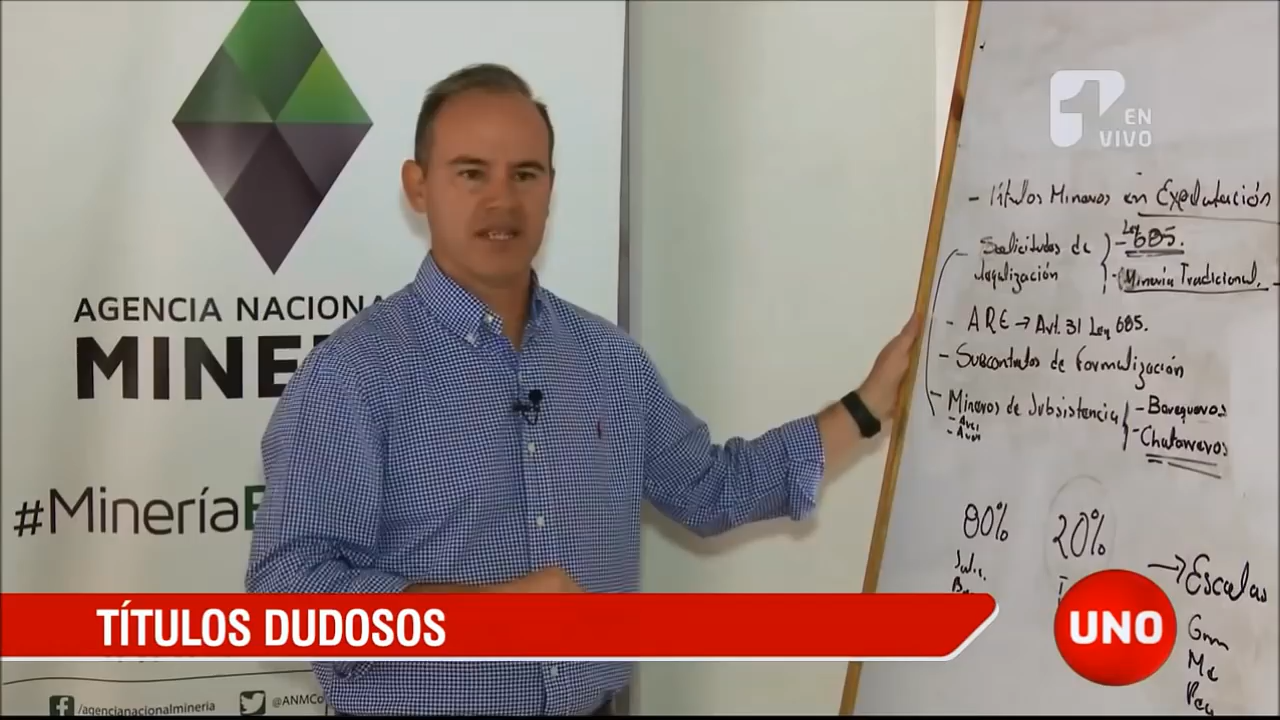 AGENCIA NACIONA
MINE
#Minería
/agencianacionalmineria
@ANMCo
1 EN
VIVO
- Títulos Mineros en Explotación
Solicitudes de
legalización
- Ley 685.
- Minería Tradicional.
- ARE → Art. 31 Ley 685.
- Subcontratos de Formalización
- Mineros de Subsistencia
- Barequeros
- Chatarreros
80%
20%
→ Escalas
TÍTULOS DUDOSOS
UNO